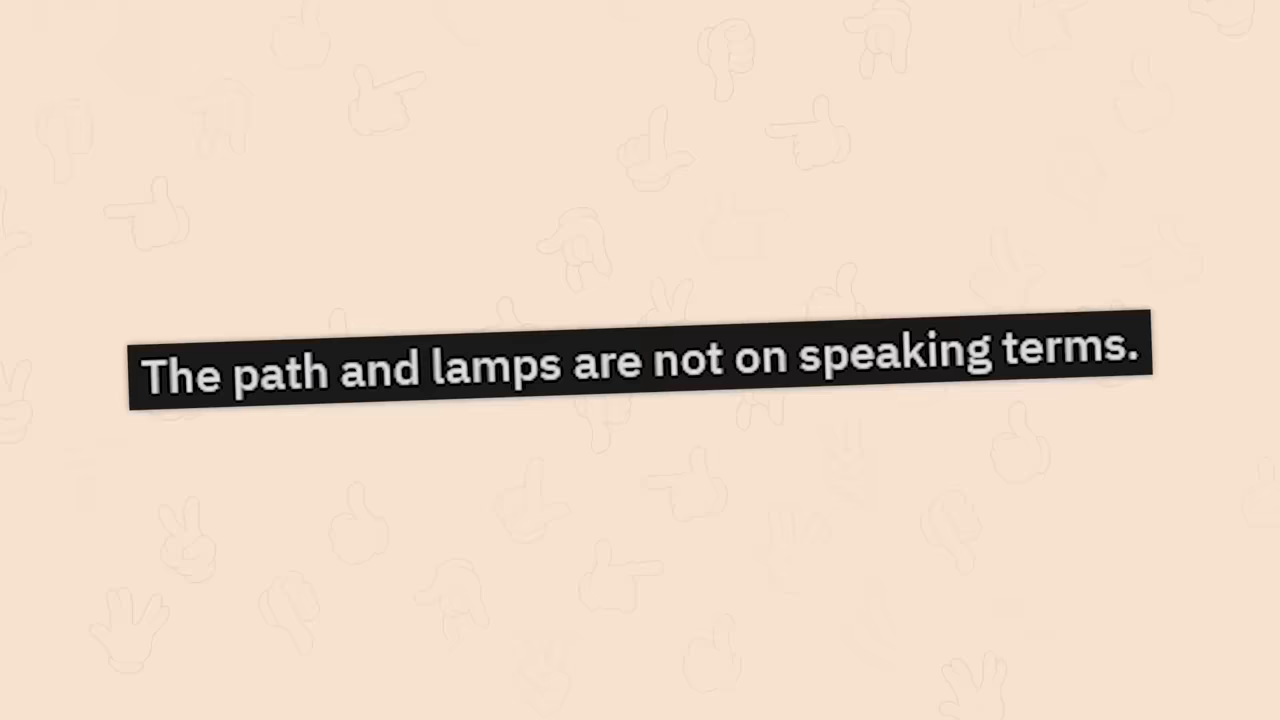 The path and lamps are not on speaking terms.